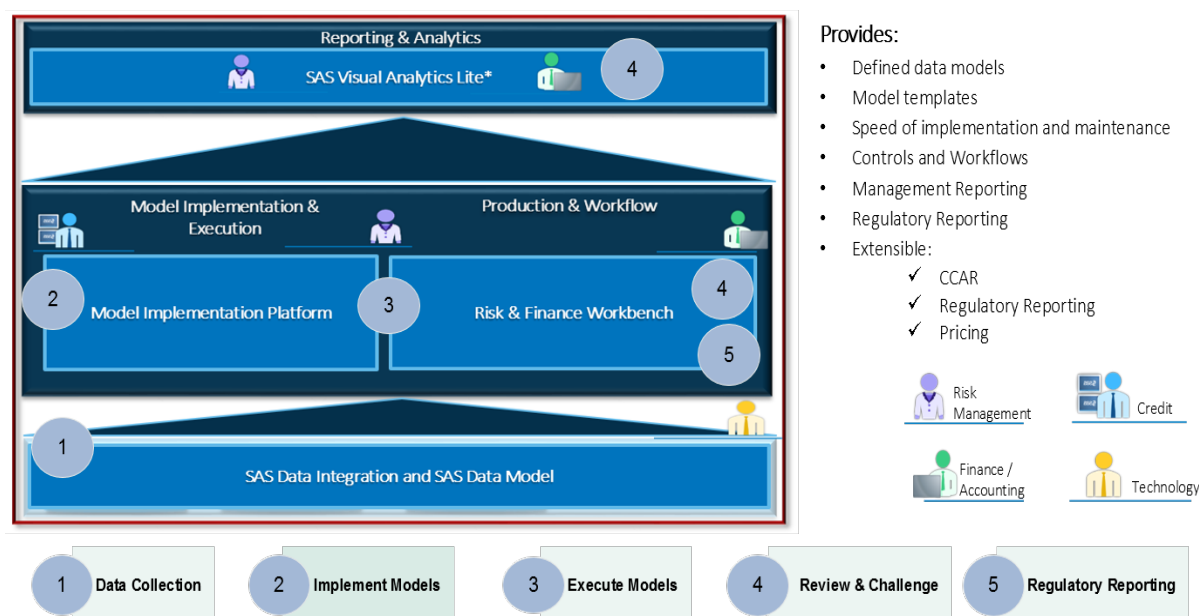 Reporting & Analytics
SAS Visual Analytics Lite*
4
Model Implementation &
Execution
Production & Workflow
2
Model Implementation Platform
3
Risk & Finance Workbench
4
5
1
SAS Data Integration and SAS Data Model
Provides:
• Defined data models
• Model templates
• Speed of implementation and maintenance
• Controls and Workflows
• Management Reporting
• Regulatory Reporting
• Extensible:
✓ CCAR
✓ Regulatory Reporting
✓ Pricing
Risk
Management
Credit
Finance /
Accounting
Technology
1 Data Collection
2 Implement Models
3 Execute Models
4 Review & Challenge
5 Regulatory Reporting